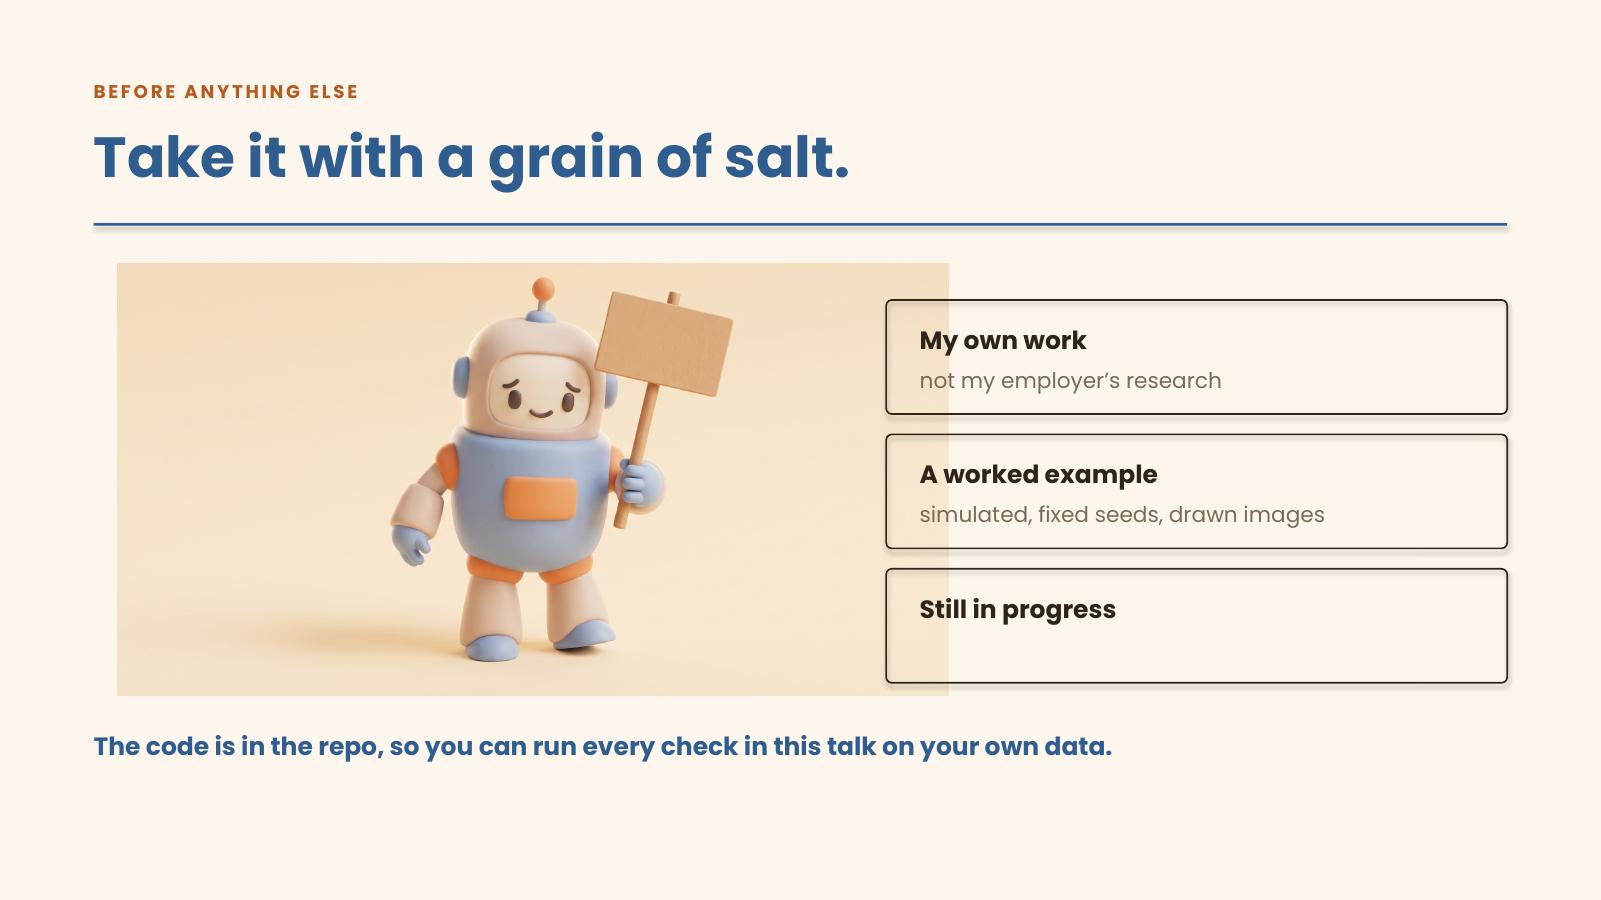 BEFORE ANYTHING ELSE
Take it with a grain of salt.
My own work
not my employer’s research
A worked example
simulated, fixed seeds, drawn images
Still in progress
The code is in the repo, so you can run every check in this talk on your own data.